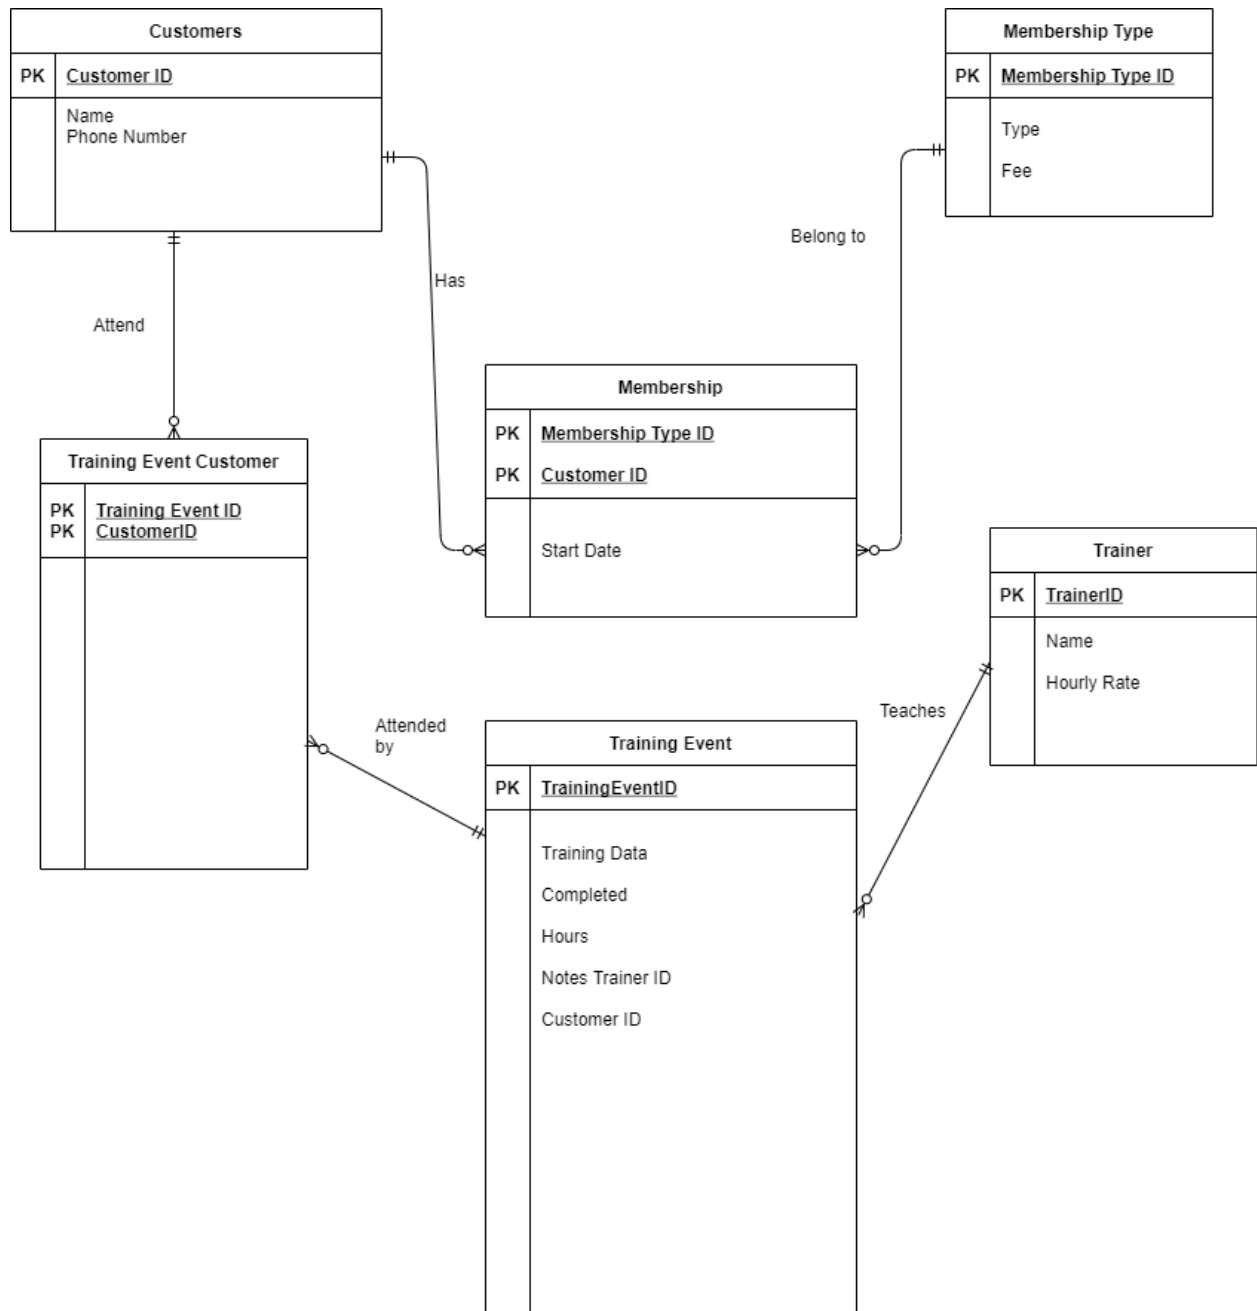 Customers
PK Customer ID
Name
Phone Number
Membership Type
PK Membership Type ID
Type
Fee
Belong to
Has
Attend
Membership
PK Membership Type ID
PK Customer ID
Start Date
Training Event Customer
PK Training Event ID
PK CustomerID
Trainer
PK TrainerID
Name
Hourly Rate
Teaches
Attended
by
Training Event
PK TrainingEventID
Training Data
Completed
Hours
Notes Trainer ID
Customer ID